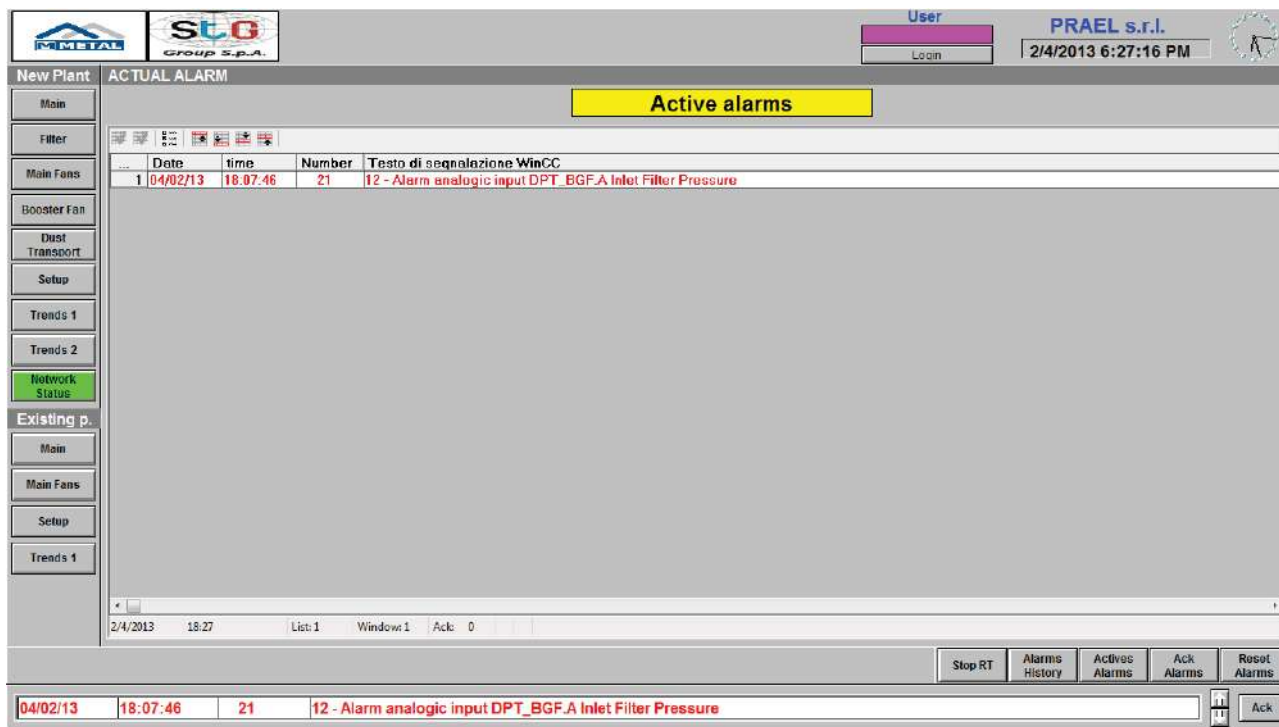 M METAL
StG
Group S.p.A.
User
Login
PRAEL s.r.l.
2/4/2013 6:27:16 PM
New Plant
ACTUAL ALARM
Main
Filter
Main Fans
Booster Fan
Dust
Transport
Setup
Trends 1
Trends 2
Network
Status
Existing p.
Main
Main Fans
Setup
Trends 1
Active alarms
... Date time Number Testo di segnalazione WinCC
1 04/02/13 18:07:46 21 12 - Alarm analogic input DPT_BGF.A Inlet Filter Pressure
2/4/2013 18:27 List: 1 Window: 1 Ack: 0
Stop RT
Alarms
History
Actives
Alarms
Ack
Alarms
Reset
Alarms
04/02/13 18:07:46 21 12 - Alarm analogic input DPT_BGF.A Inlet Filter Pressure
Ack